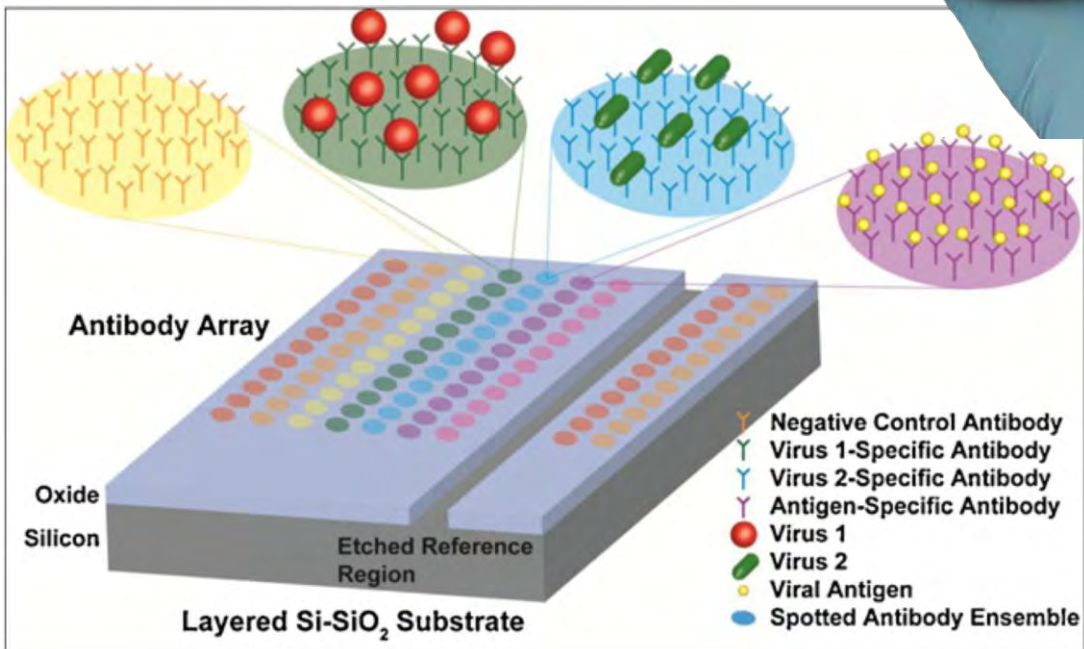 Antibody Array
Oxide
Silicon
Etched Reference
Region
Layered Si-SiO₂ Substrate
Negative Control Antibody
Virus 1-Specific Antibody
Virus 2-Specific Antibody
Antigen-Specific Antibody
Virus 1
Virus 2
Viral Antigen
Spotted Antibody Ensemble